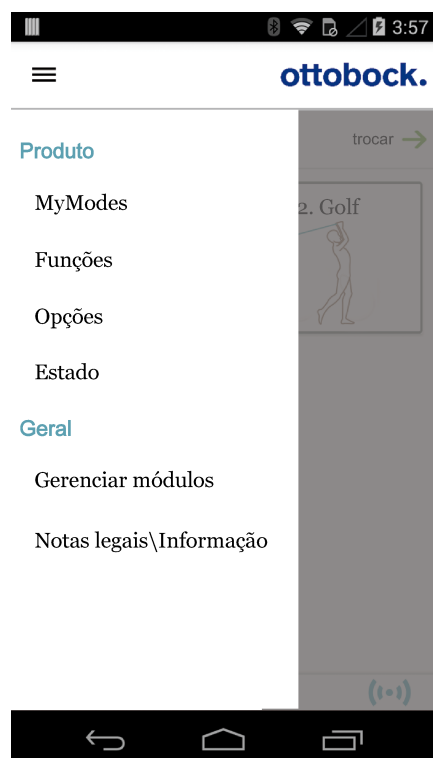 3:57
ottobock.
Produto
trocar
MyModes
2. Golf
Funções
Opções
Estado
Geral
Gerenciar módulos
Notas legais\Informação